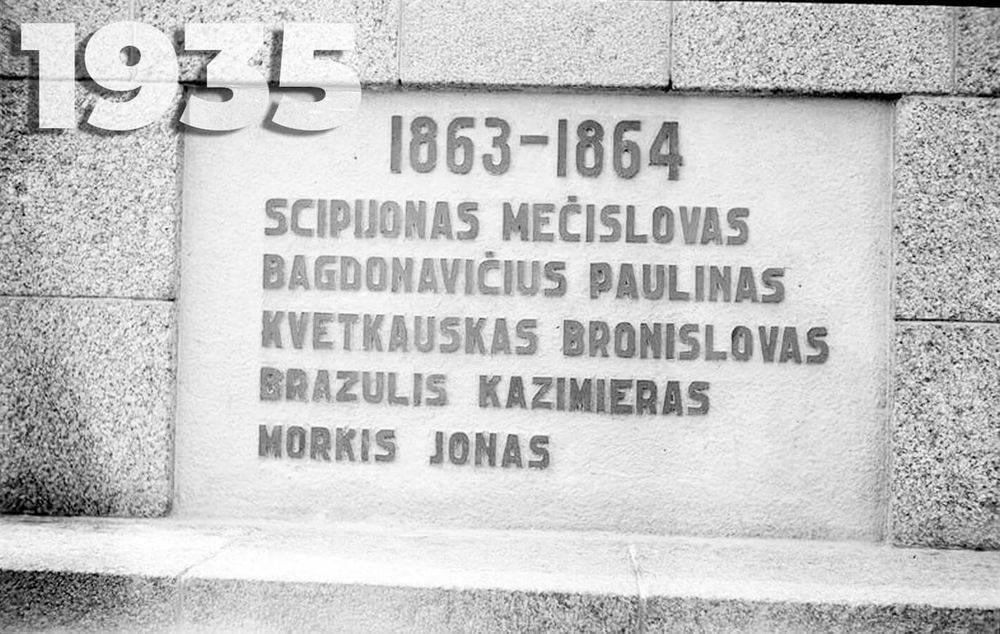 1935
1863-1864
SCIPIJONAS MEČISLOVAS
BAGDONAVIČIUS PAULINAS
KVETKAUSKAS BRONISLOVAS
BRAZULIS KAZIMIERAS
MORKIS JONAS